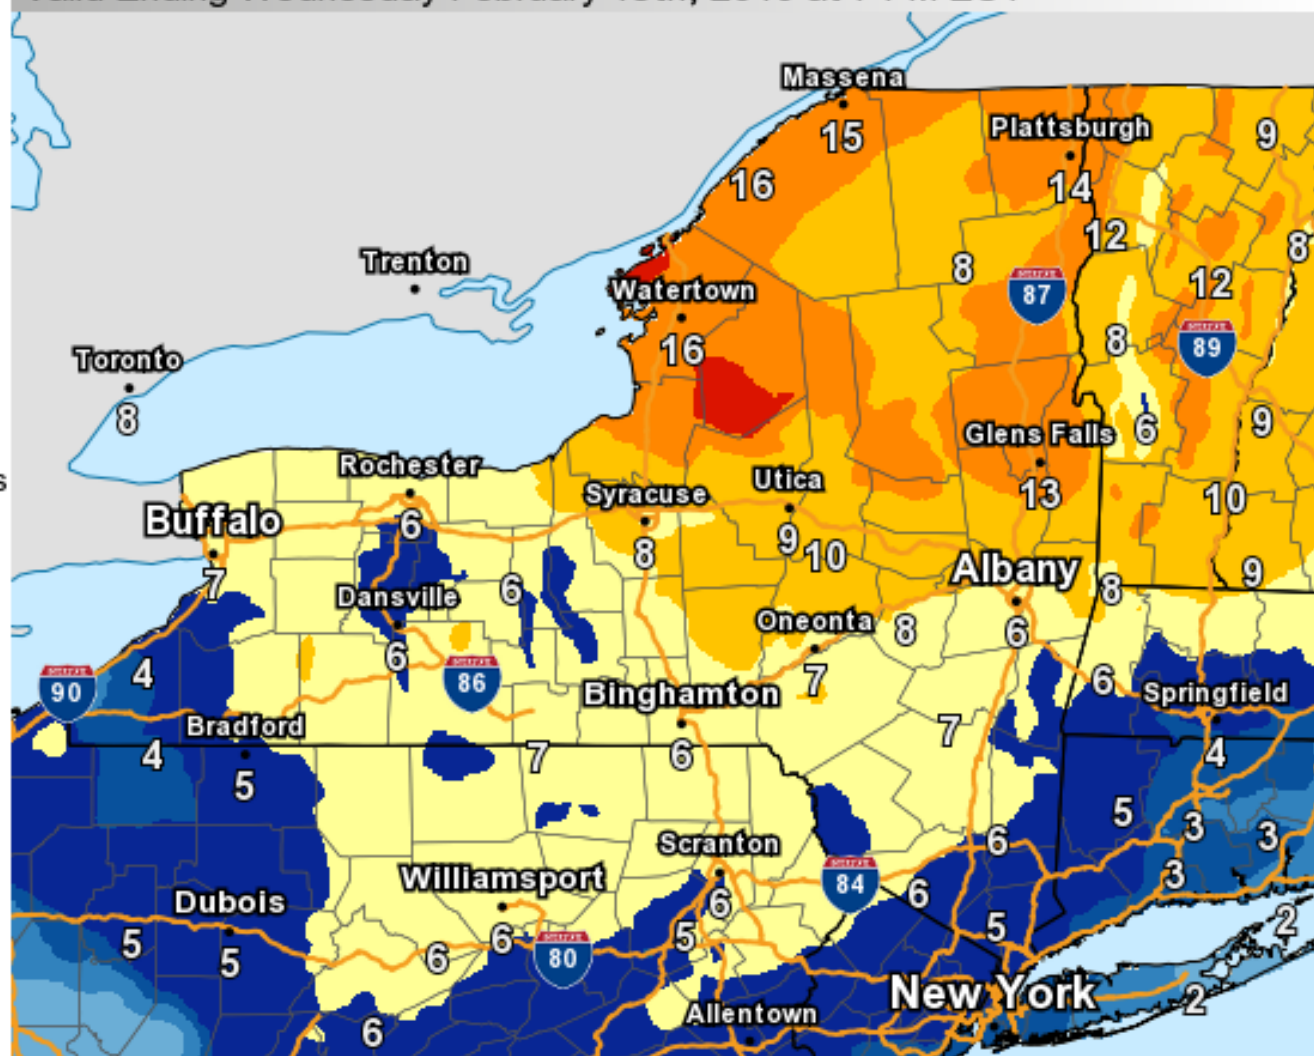 Massena
15
Plattsburgh
9
16
14
12
8
Trenton
8
12
Watertown
87
8
89
16
Toronto
8
6
9
Glens Falls
Rochester
Utica
13
10
Syracuse
Buffalo
6
9
10
8
Albany
9
7
6
8
Dansville
Oneonta
8
6
6
4
90
86
7
6
Springfield
Binghamton
Bradford
7
4
4
7
6
5
5
3
3
Scranton
6
3
Williamsport
84
6
Dubois
6
2
5
5
6
6
80
5
5
New York
2
Allentown
6